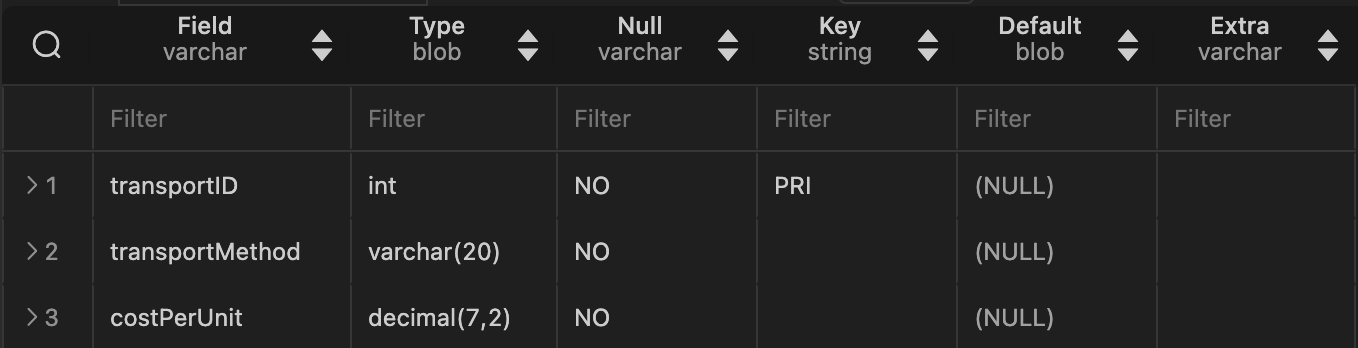 Field Type Null Key Default Extra
varchar blob varchar string blob varchar
Filter Filter Filter Filter Filter Filter
1 transportID int NO PRI (NULL)
2 transportMethod varchar(20) NO (NULL)
3 costPerUnit decimal(7,2) NO (NULL)